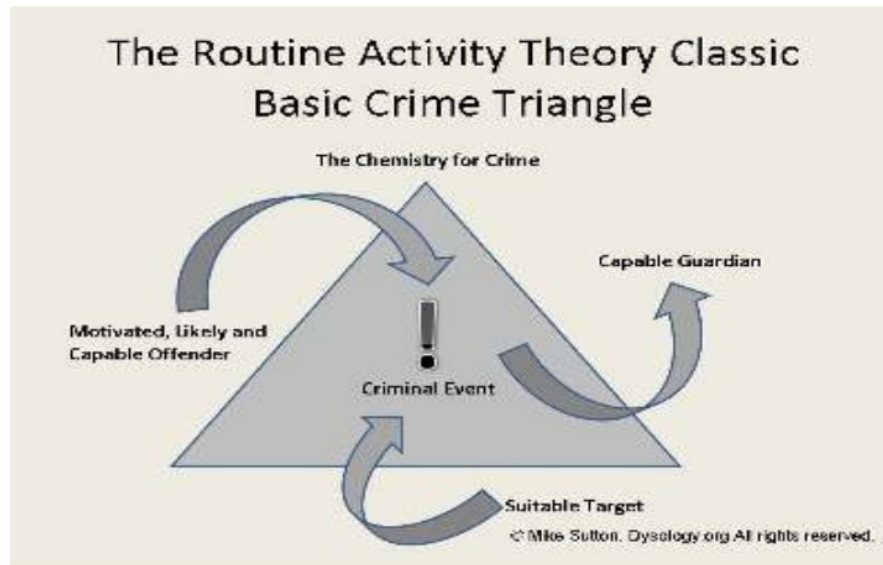 The Routine Activity Theory Classic
Basic Crime Triangle
The Chemistry for Crime
Capable Guardian
Motivated, Likely and
Capable Offender
!
Criminal Event
Suitable Target
© Mike Sutton. Dysology.org All rights reserved.